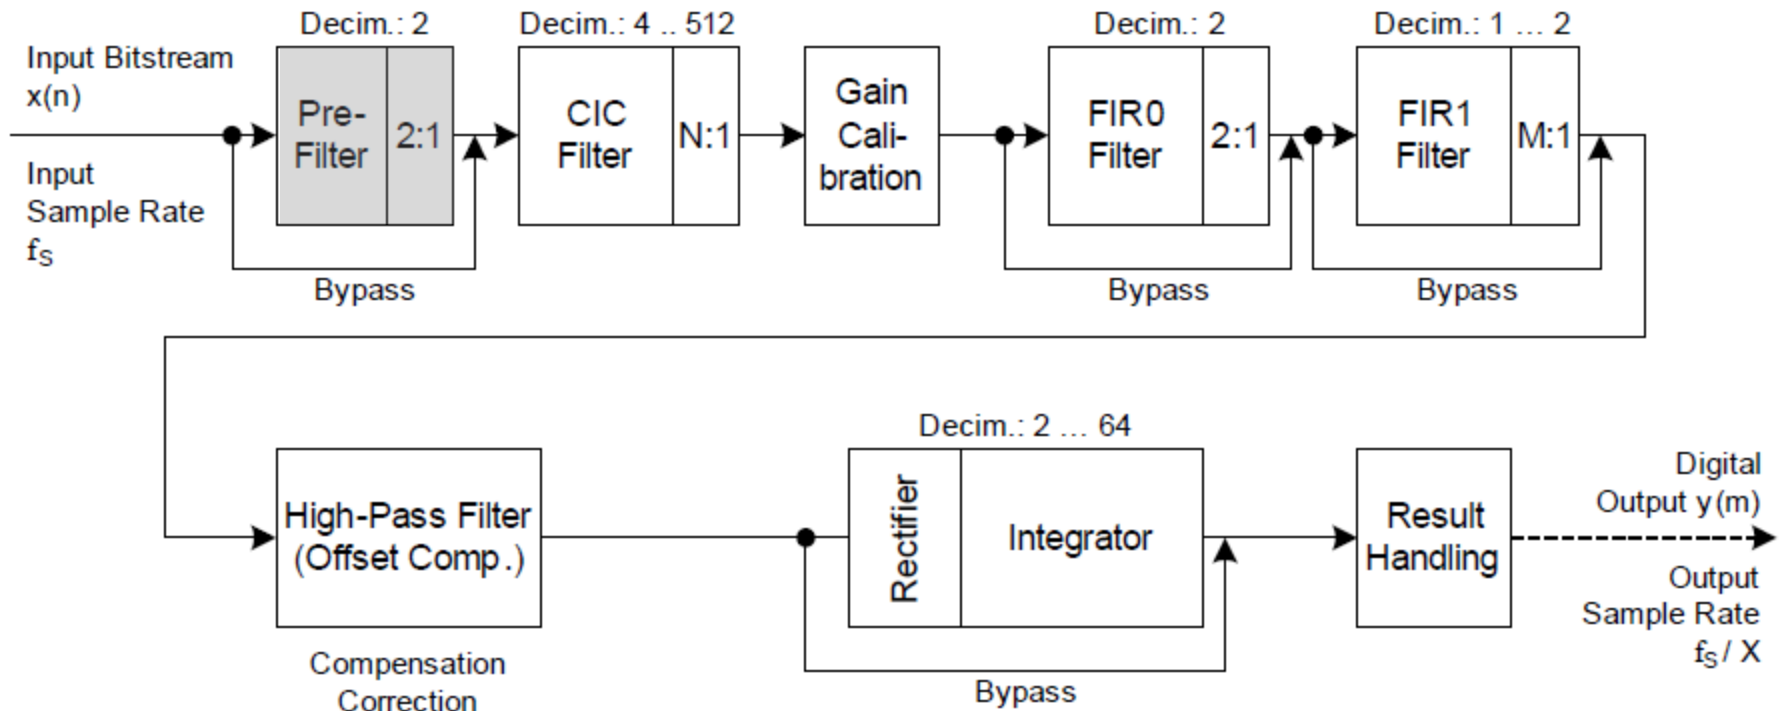 Decim.: 2
Decim.: 4 .. 512
Decim.: 2
Decim.: 1 ... 2
Input Bitstream
x(n)
Pre-
Filter
2:1
CIC
Filter
N:1
Gain
Cali-
bration
FIR0
Filter
2:1
FIR1
Filter
M:1
Input
Sample Rate
fS
Bypass
Bypass
Bypass
Decim.: 2 ... 64
High-Pass Filter
(Offset Comp.)
Rectifier
Integrator
Result
Handling
Digital
Output y(m)
Output
Sample Rate
fS / X
Compensation
Correction
Bypass